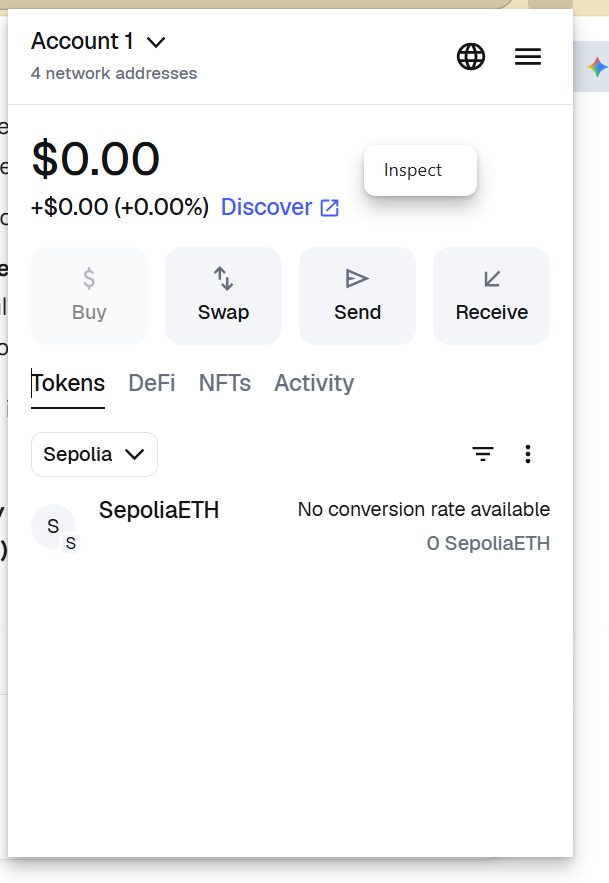 Account 1
4 network addresses
$0.00
Inspect
+$0.00 (+0.00%) Discover
$
Buy
Swap
Send
Receive
Tokens DeFi NFTs Activity
Sepolia
S
S
SepoliaETH
No conversion rate available
0 SepoliaETH